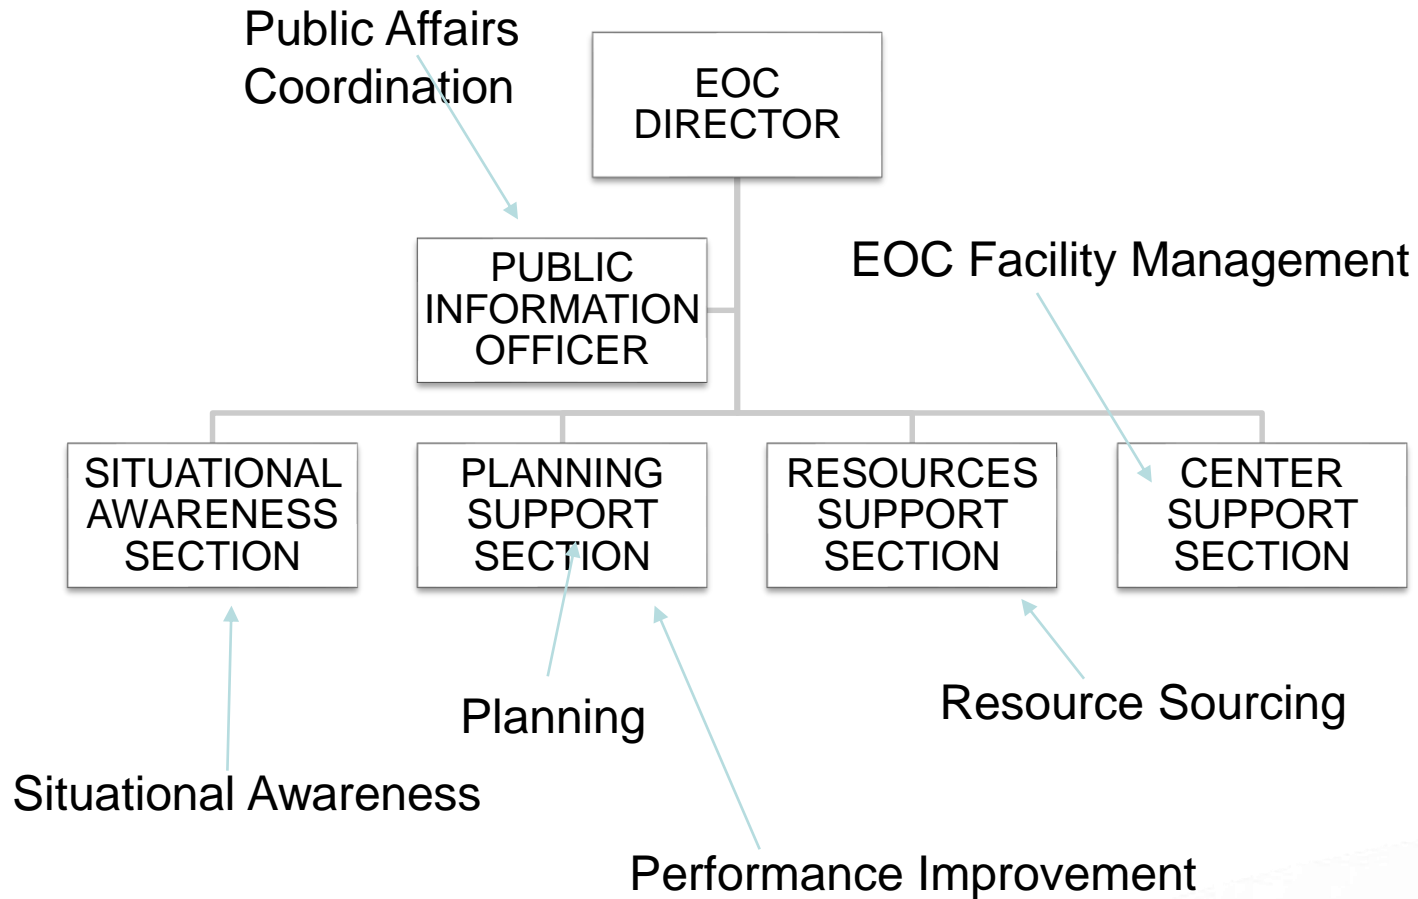 Public Affairs
Coordination
EOC
DIRECTOR
PUBLIC
INFORMATION
OFFICER
EOC Facility Management
SITUATIONAL
AWARENESS
SECTION
PLANNING
SUPPORT
SECTION
RESOURCES
SUPPORT
SECTION
CENTER
SUPPORT
SECTION
Planning
Resource Sourcing
Situational Awareness
Performance Improvement